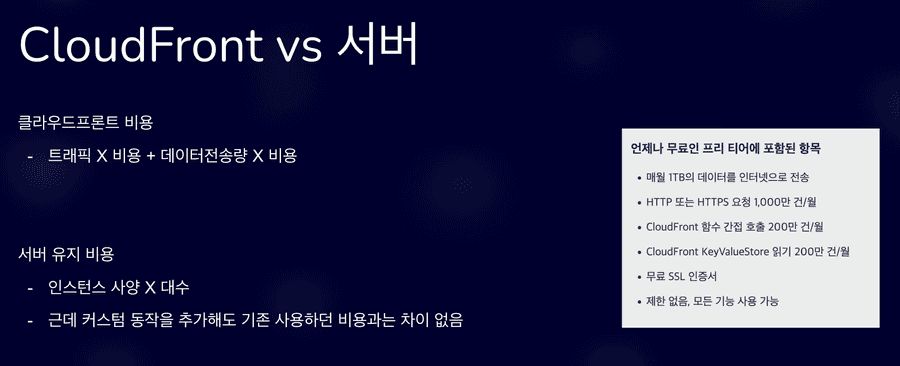 CloudFront vs 서버
클라우드프론트 비용
- 트래픽 X 비용 + 데이터전송량 X 비용
서버 유지 비용
- 인스턴스 사양 X 대수
- 근데 커스텀 동작을 추가해도 기존 사용하던 비용과는 차이 없음
언제나 무료인 프리 티어에 포함된 항목
• 매월 1TB의 데이터를 인터넷으로 전송
• HTTP 또는 HTTPS 요청 1,000만 건/월
• CloudFront 함수 간접 호출 200만 건/월
• CloudFront KeyValueStore 읽기 200만 건/월
• 무료 SSL 인증서
• 제한 없음, 모든 기능 사용 가능